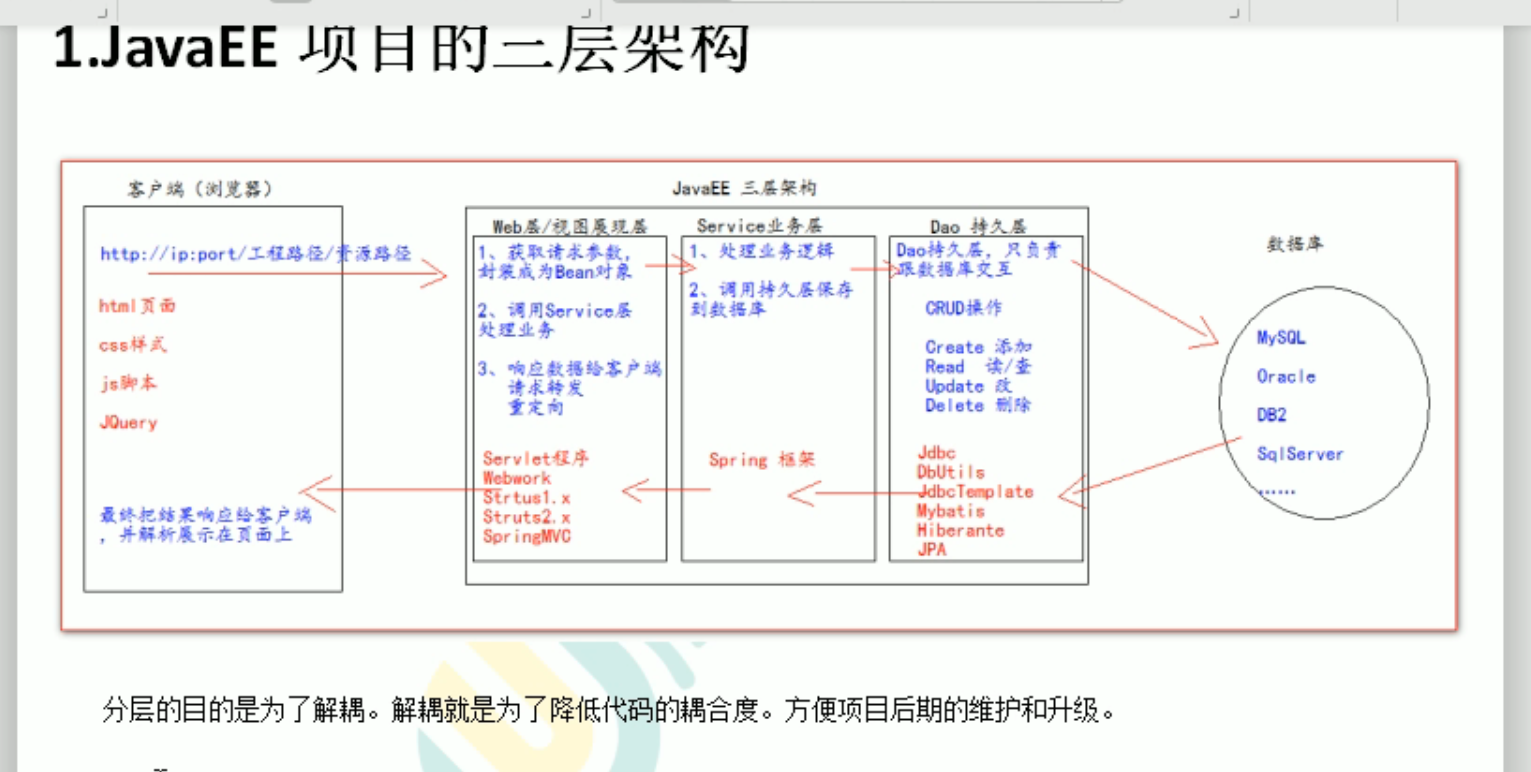 1.JavaEE 项目的三层架构
客户端（浏览器）
http://ip:port/工程路径/资源路径
html页面
css样式
js脚本
JQuery
最终把结果响应给客户端
，并解析展示在页面上
JavaEE 三层架构
Web层/视图展现层
1、获取请求参数，
封装成为Bean对象
2、调用Service层
处理业务
3、响应数据给客户端
请求转发
重定向
Servlet程序
Webwork
Strtus1.x
Struts2.x
SpringMVC
Service业务层
1、处理业务逻辑
2、调用持久层保存
到数据库
Spring 框架
Dao 持久层
Dao持久层，只负责
跟数据库交互
CRUD操作
Create 添加
Read 读/查
Update 改
Delete 删除
Jdbc
DbUtils
JdbcTemplate
Mybatis
Hiberante
JPA
数据库
MySQL
Oracle
DB2
SqlServer
......
分层的目的是为了解耦。解耦就是为了降低代码的耦合度。方便项目后期的维护和升级。